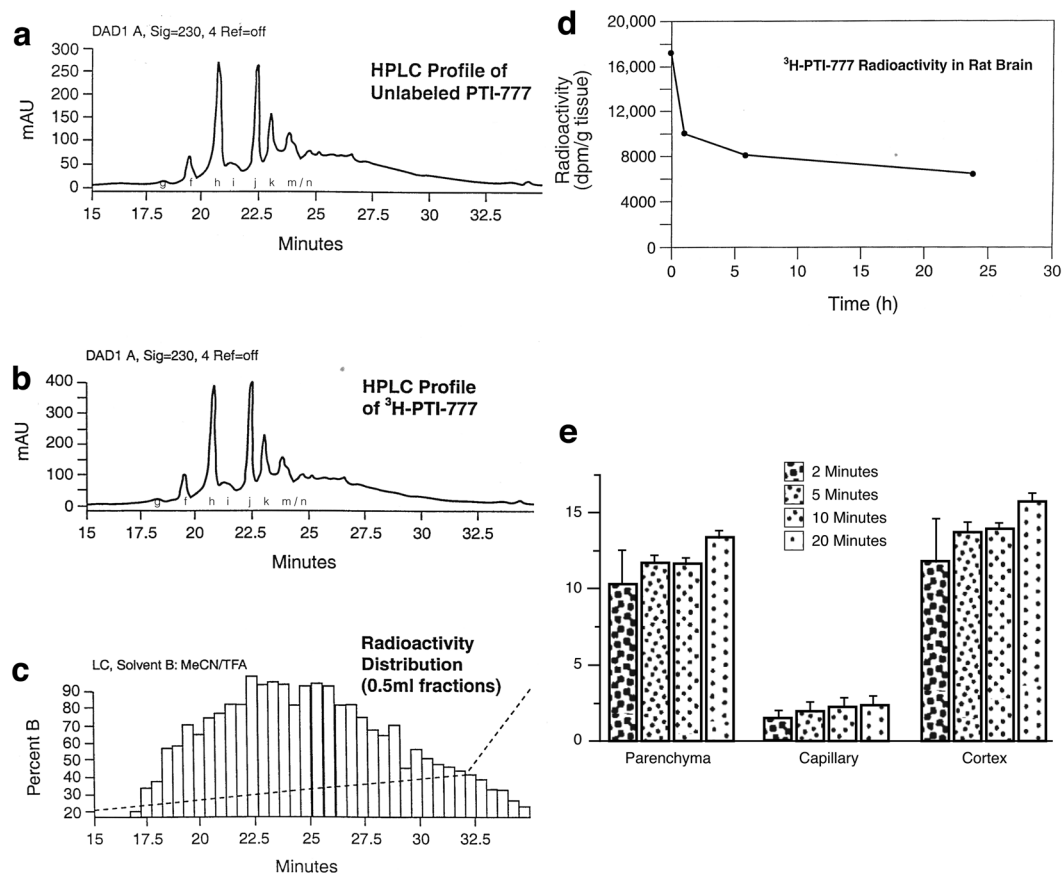 a
DAD1 A, Sig=230, 4 Ref=off
HPLC Profile of
Unlabeled PTI-777
mAU
300
250
200
150
100
50
0
g f h i j k m / n
15 17.5 20 22.5 25 27.5 30 32.5
Minutes
b
DAD1 A, Sig=230, 4 Ref=off
HPLC Profile
of ³H-PTI-777
mAU
400
300
200
100
0
g f h i j k m / n
15 17.5 20 22.5 25 27.5 30 32.5
Minutes
c
LC, Solvent B: MeCN/TFA
Radioactivity
Distribution
(0.5ml fractions)
Percent B
90
80
70
60
50
40
30
20
15 17.5 20 22.5 25 27.5 30 32.5
Minutes
d
³H-PTI-777 Radioactivity in Rat Brain
Radioactivity
(dpm/g tissue)
20,000
16,000
12,000
8000
4000
0
0 5 10 15 20 25 30
Time (h)
e
2 Minutes
5 Minutes
10 Minutes
20 Minutes
15
10
5
0
Parenchyma Capillary Cortex